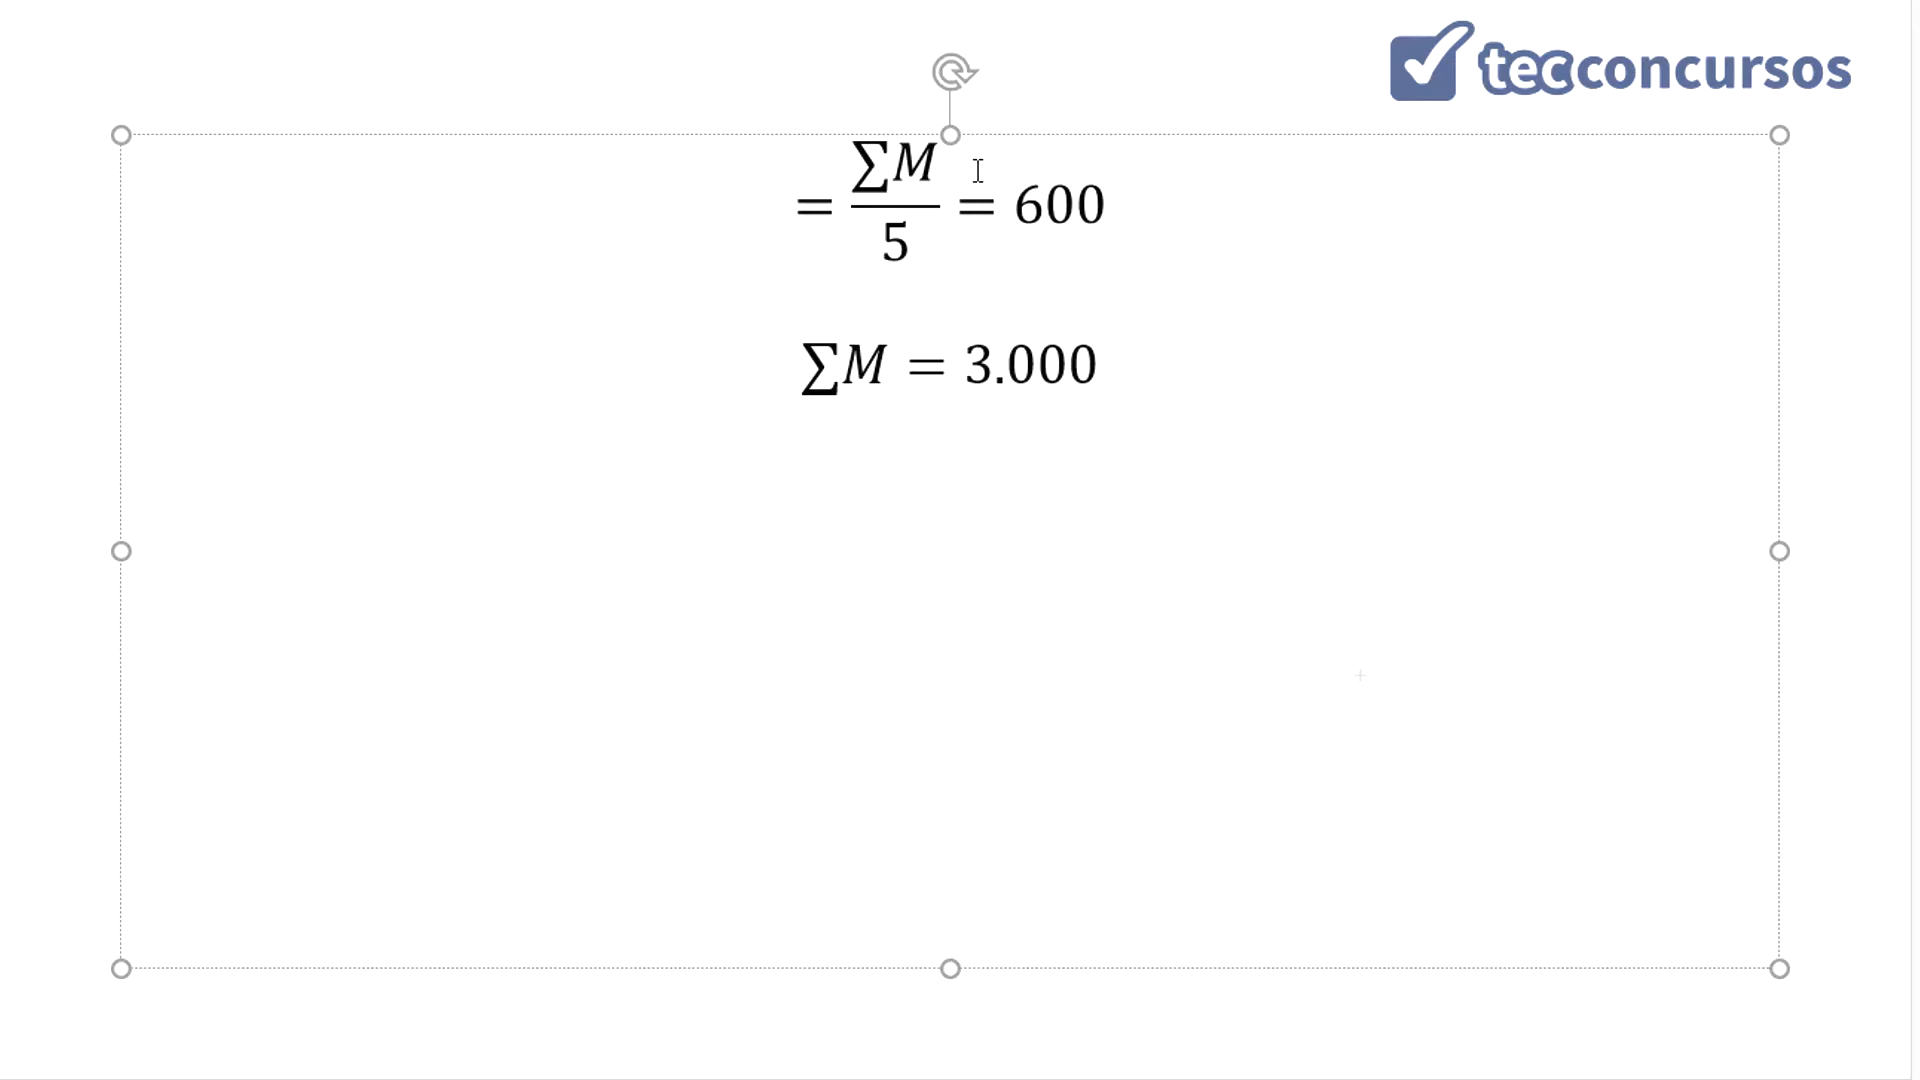 tecconcursos
= ∑M/5 = 600
∑M = 3.000